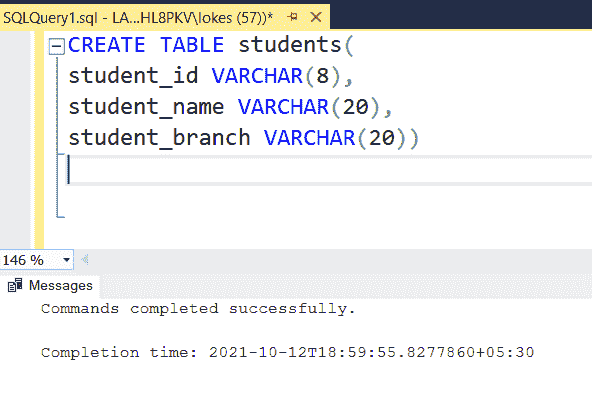 SQLQuery1.sql - LA...HL8PKV\lokes (57))*
CREATE TABLE students(
student_id VARCHAR(8),
student_name VARCHAR(20),
student_branch VARCHAR(20))
146 %
Messages
Commands completed successfully.
Completion time: 2021-10-12T18:59:55.8277860+05:30